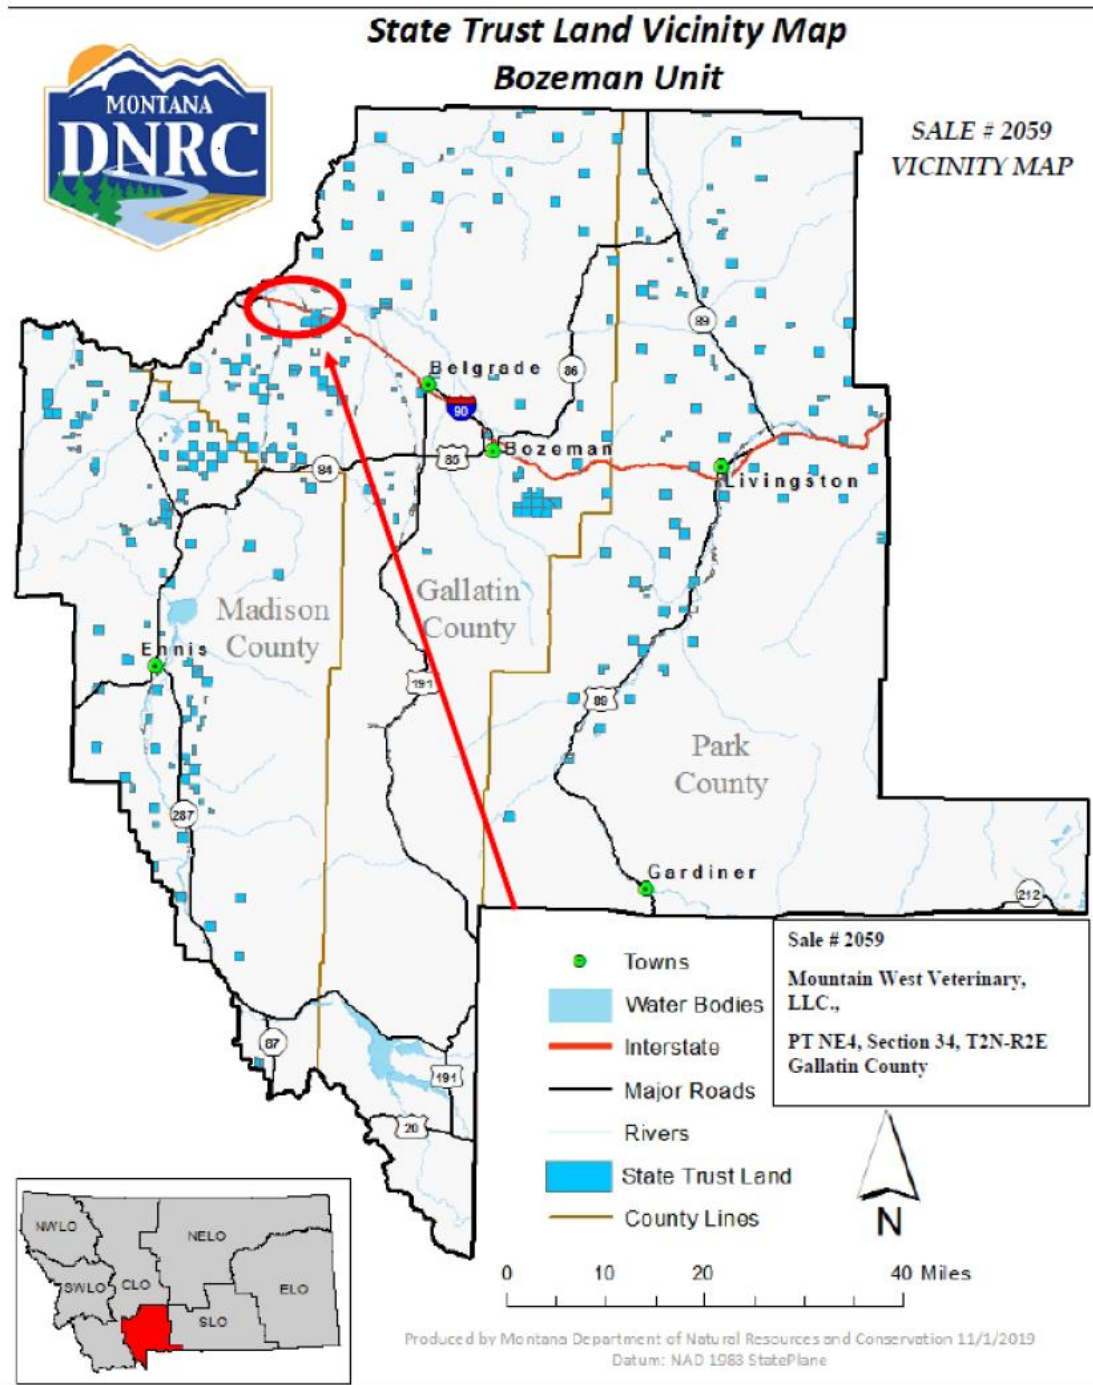 State Trust Land Vicinity Map
Bozeman Unit
MONTANA
DNRC
SALE # 2059
VICINITY MAP
89
Belgrade
86
90
Bozeman
85
84
Livingston
Gallatin
County
Madison
County
Ennis
191
89
Park
County
287
Gardiner
212
Sale # 2059
Mountain West Veterinary,
LLC.,
PT NE4, Section 34, T2N-R2E
Gallatin County
Towns
Water Bodies
Interstate
Major Roads
Rivers
State Trust Land
County Lines
87
191
20
N
NWLO
NELO
SWLO
CLO
ELO
SLO
0 10 20 40 Miles
Produced by Montana Department of Natural Resources and Conservation 11/1/2019
Datum: NAD 1983 StatePlane